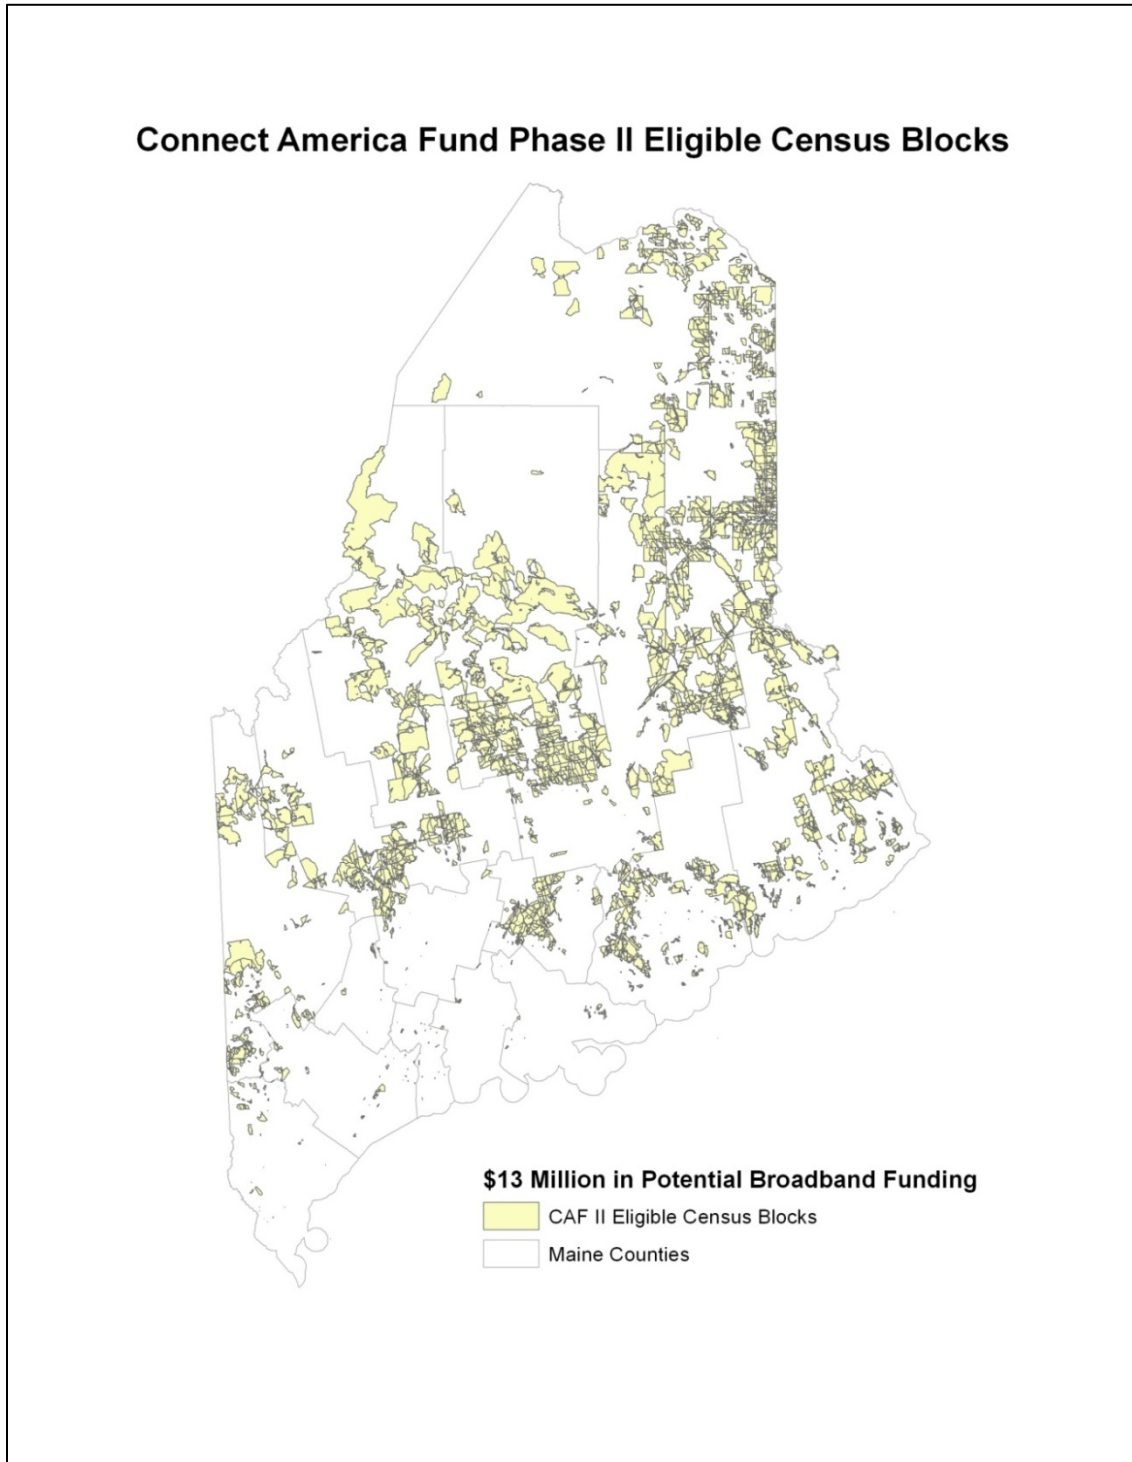 Connect America Fund Phase II Eligible Census Blocks
$13 Million in Potential Broadband Funding
CAF II Eligible Census Blocks
Maine Counties